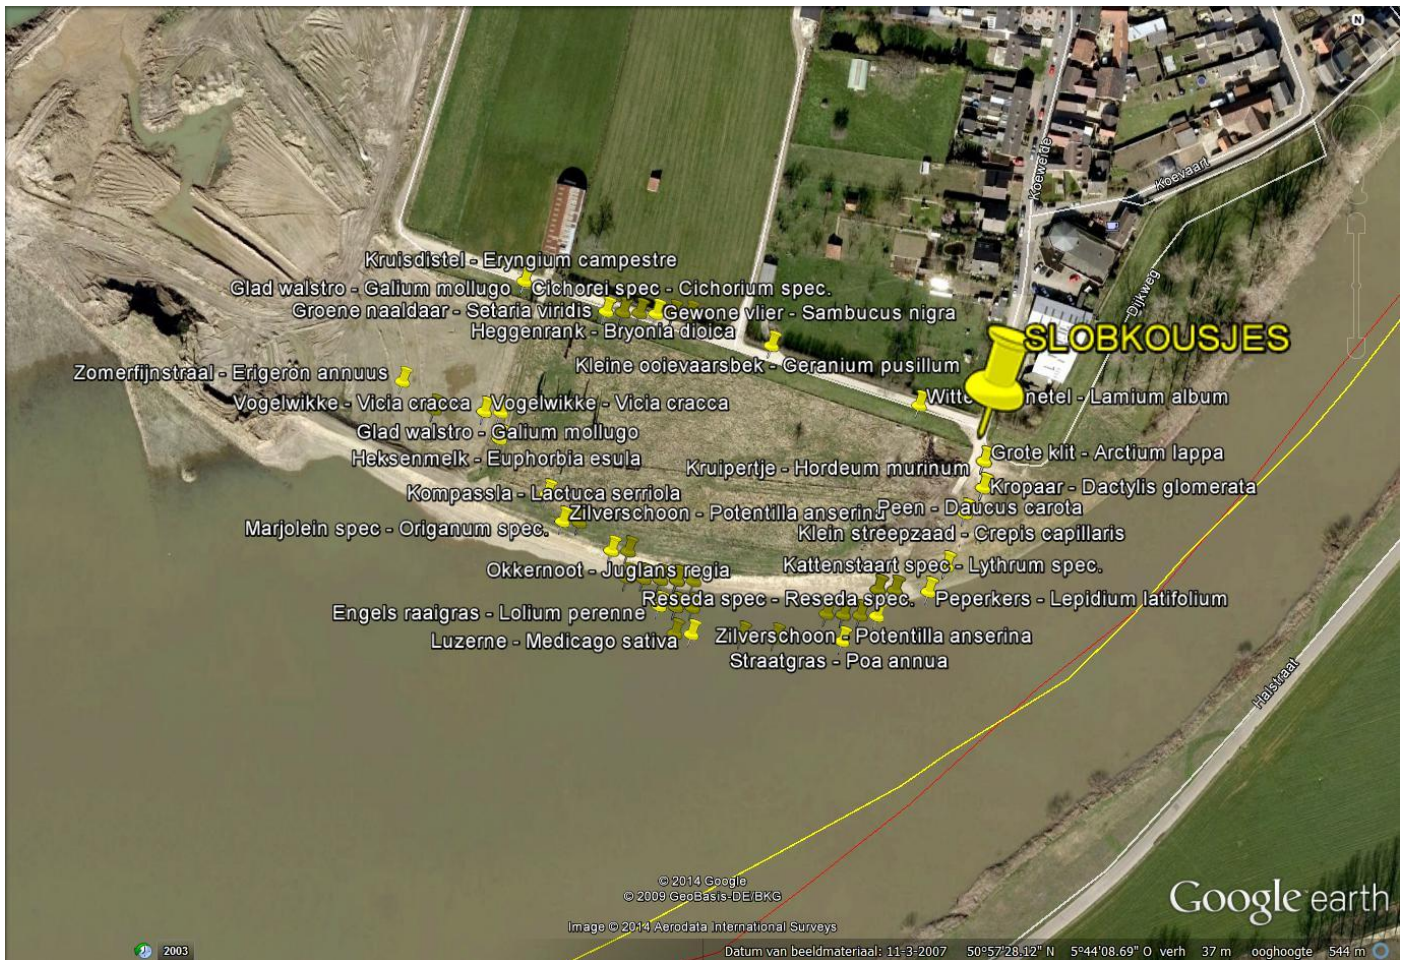 N
Koeweide
Koevaart
Dijkweg
Kruisdistel - Eryngium campestre
Glad walstro - Galium mollugo
Cichorei spec - Cichorium spec.
Groene naaldaar - Setaria viridis
Gewone vlier - Sambucus nigra
Heggenrank - Bryonia dioica
SLOBKOUSJES
Kleine ooievaarsbek - Geranium pusillum
Zomerfijnstraal - Erigeron annuus
Witte netel - Lamium album
Vogelwikke - Vicia cracca
Vogelwikke - Vicia cracca
Glad walstro - Galium mollugo
Grote klit - Arctium lappa
Heksenmelk - Euphorbia esula
Kruipertje - Hordeum murinum
Kropaar - Dactylis glomerata
Kompassla - Lactuca serriola
Peen - Daucus carota
Zilverschoon - Potentilla anserina
Marjolein spec - Origanum spec.
Klein streepzaad - Crepis capillaris
Kattenstaart spec - Lythrum spec.
Okkernoot - Juglans regia
Reseda spec - Reseda spec.
Peperkers - Lepidium latifolium
Engels raaigras - Lolium perenne
Zilverschoon - Potentilla anserina
Luzerne - Medicago sativa
Straatgras - Poa annua
Halstraat
© 2014 Google
© 2009 GeoBasis-DE/BKG
Image © 2014 Aerodata International Surveys
Google earth
2003
Datum van beeldmateriaal: 11-3-2007 50°57'28.12" N 5°44'08.69" O verh 37 m ooghoogte 544 m